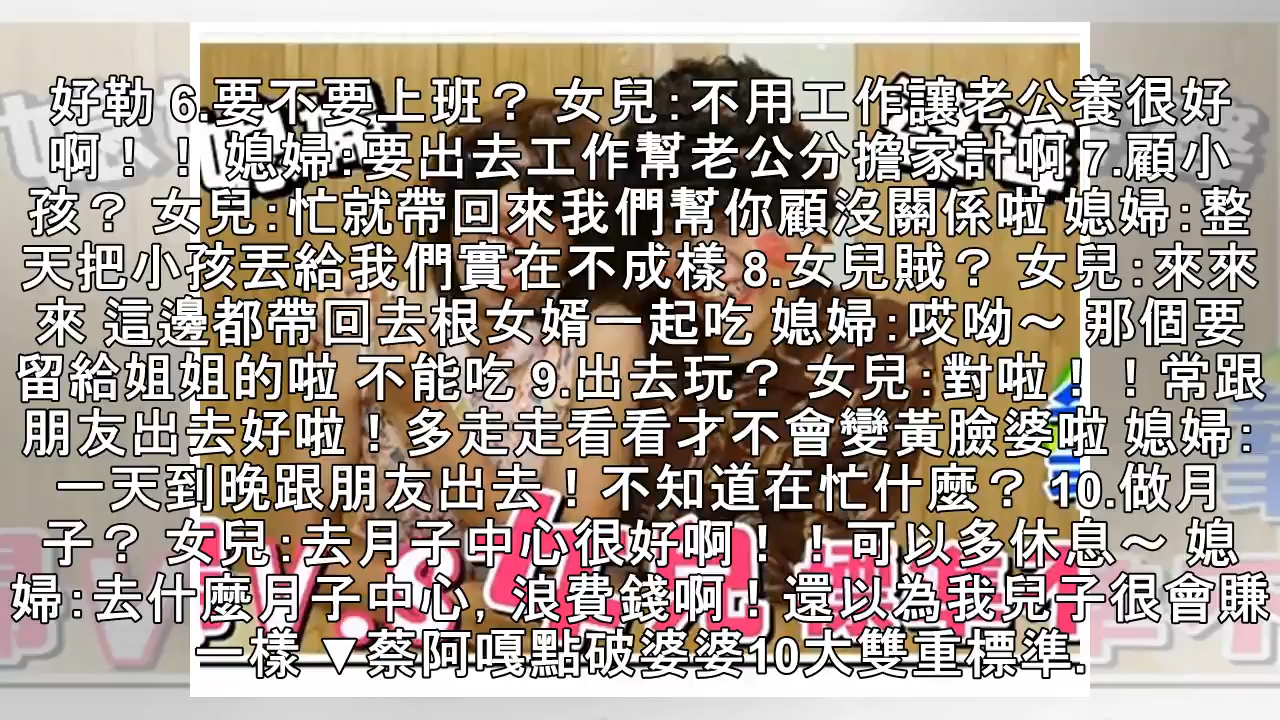 好勒 6.要不要上班？ 女兒:不用工作讓老公養很好
啊！！ 媳婦:要出去工作幫老公分擔家計啊 7.顧小
孩？ 女兒:忙就帶回來我們幫你顧沒關係啦 媳婦:整
天把小孩丟給我們實在不成樣 8.女兒賊？ 女兒:來來
來 這邊都帶回去根女婿一起吃 媳婦:哎呦～ 那個要
留給姐姐的啦 不能吃 9.出去玩？ 女兒:對啦！！常跟
朋友出去好啦！多走走看看才不會變黃臉婆啦 媳婦:
一天到晚跟朋友出去！不知道在忙什麼？ 10.做月
子？ 女兒:去月子中心很好啊！！可以多休息～ 媳
婦:去什麼月子中心, 浪費錢啊！還以為我兒子很會賺
一樣 ▼蔡阿嘎點破婆婆10大雙重標準.
V.S 女兒